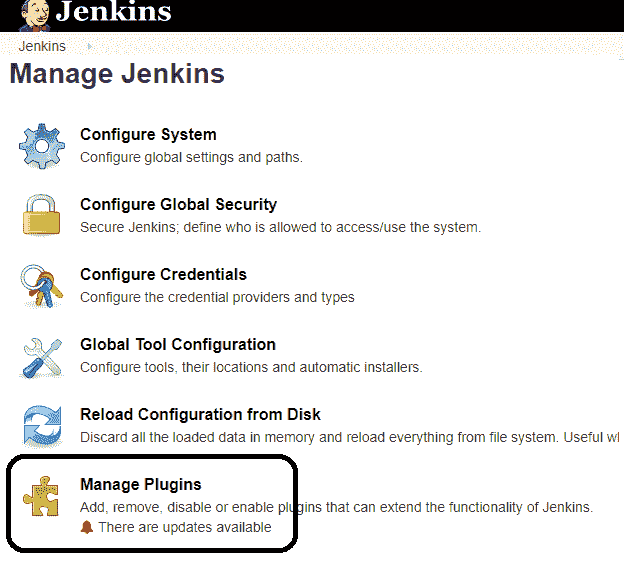 Jenkins
Jenkins
Manage Jenkins
Configure System
Configure global settings and paths.
Configure Global Security
Secure Jenkins; define who is allowed to access/use the system.
Configure Credentials
Configure the credential providers and types
Global Tool Configuration
Configure tools, their locations and automatic installers.
Reload Configuration from Disk
Discard all the loaded data in memory and reload everything from file system. Useful
Manage Plugins
Add, remove, disable or enable plugins that can extend the functionality of Jenkins.
There are updates available